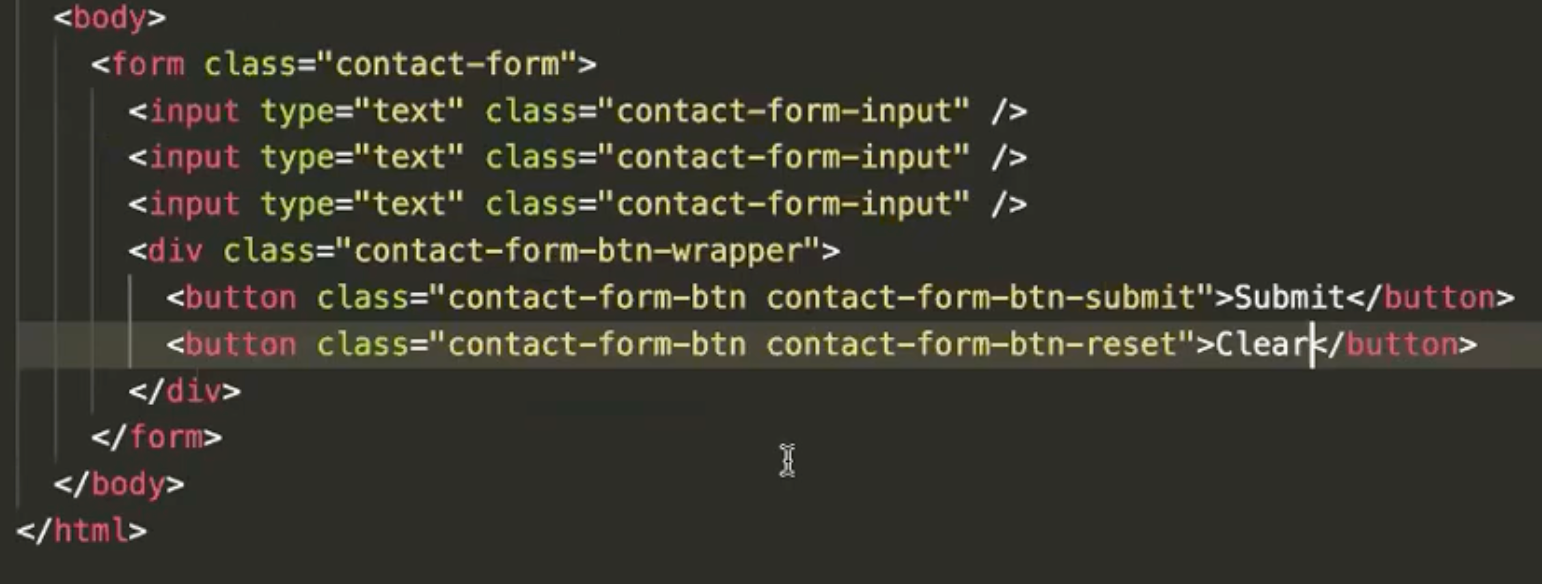 <body>
<form class="contact-form">
<input type="text" class="contact-form-input" />
<input type="text" class="contact-form-input" />
<input type="text" class="contact-form-input" />
<div class="contact-form-btn-wrapper">
<button class="contact-form-btn contact-form-btn-submit">Submit</button>
<button class="contact-form-btn contact-form-btn-reset">Clear</button>
</div>
</form>
</body>
</html>